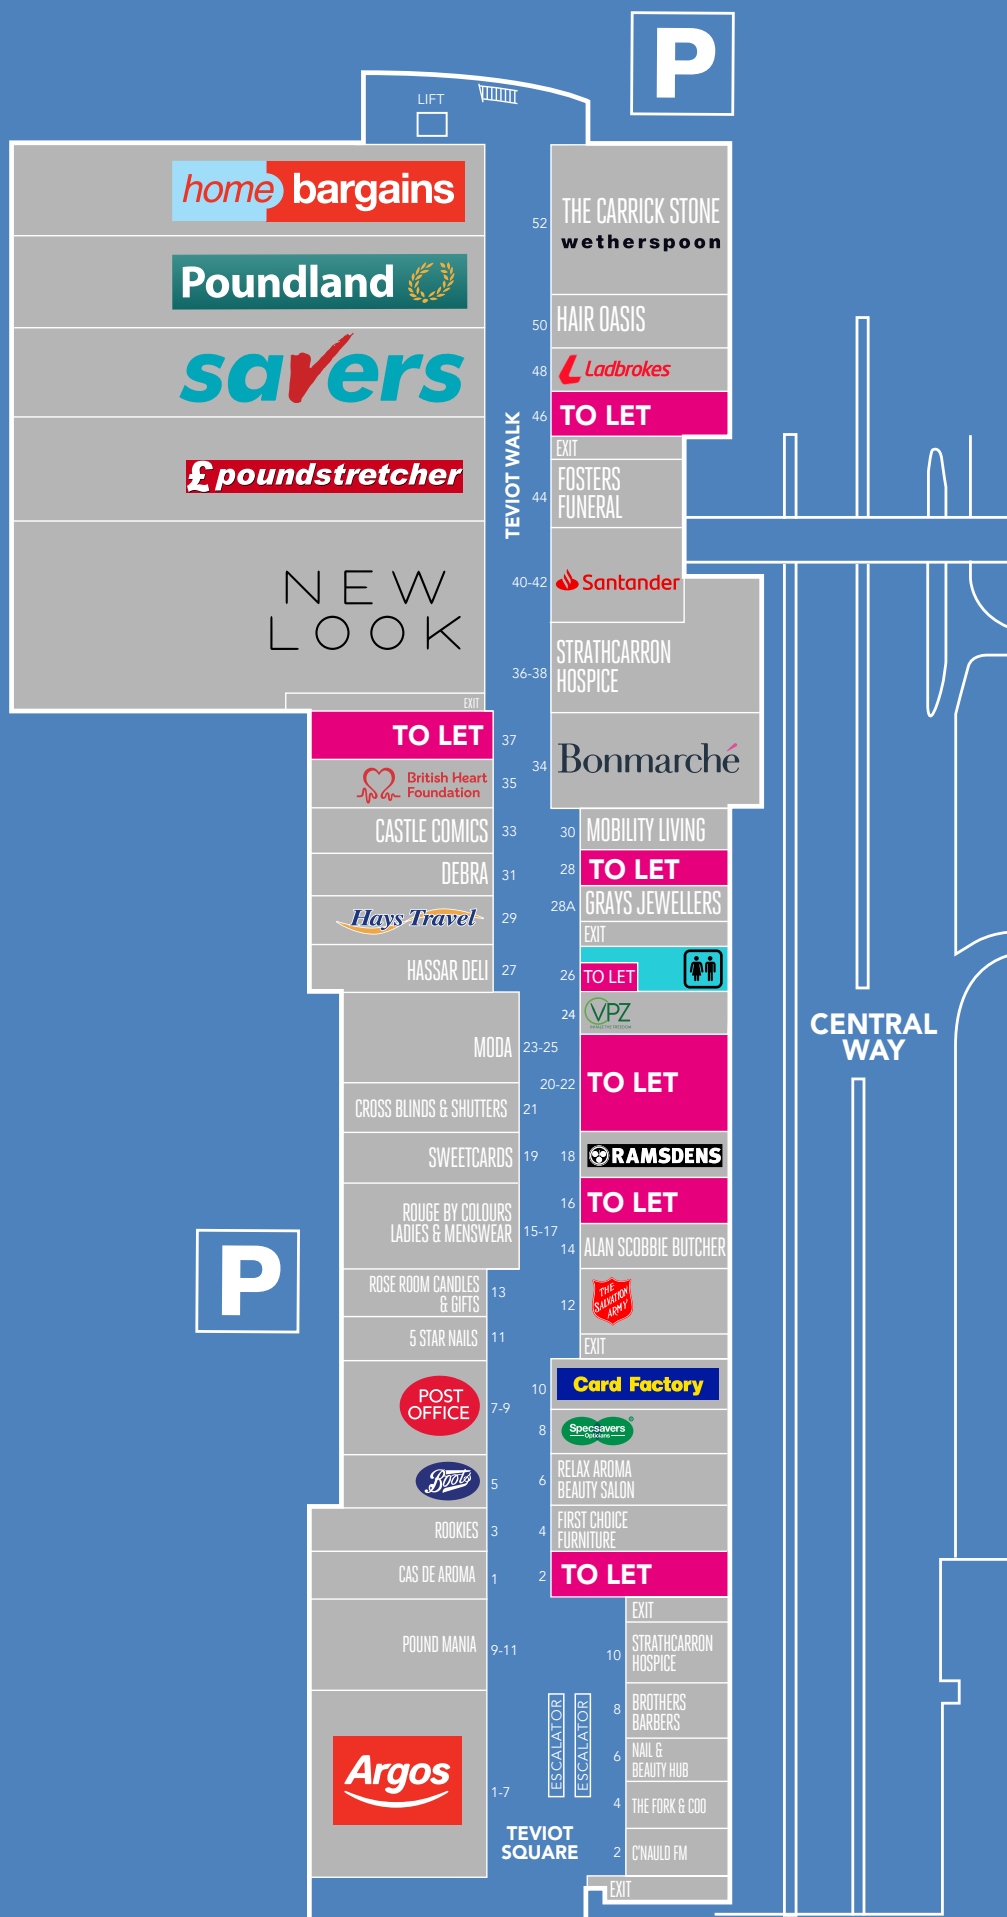 P
LIFT
home bargains
Poundland
savers
£ poundstretcher
NEW
LOOK
EXIT
TO LET
37
British Heart
Foundation
35
CASTLE COMICS
33
DEBRA
31
Hays Travel
29
HASSAR DELI
27
MODA
23-25
CROSS BLINDS & SHUTTERS
21
SWEETCARDS
19
ROUGE BY COLOURS
LADIES & MENSWEAR
15-17
ROSE ROOM CANDLES
& GIFTS
13
5 STAR NAILS
11
POST
OFFICE
7-9
Boots
5
ROOKIES
3
CAS DE AROMA
1
POUND MANIA
9-11
Argos
1-7
P
TEVIOT WALK
52
THE CARRICK STONE
wetherspoon
50
HAIR OASIS
48
Ladbrokes
46
TO LET
EXIT
44
FOSTERS
FUNERAL
40-42
Santander
36-38
STRATHCARRON
HOSPICE
34
Bonmarché
30
MOBILITY LIVING
28
TO LET
28A
GRAYS JEWELLERS
EXIT
26
TO LET
24
VPZ
20-22
TO LET
18
RAMSDENS
16
TO LET
14
ALAN SCOBBIE BUTCHER
12
THE
SALVATION
ARMY
EXIT
10
Card Factory
8
Specsavers
Opticians
6
RELAX AROMA
BEAUTY SALON
4
FIRST CHOICE
FURNITURE
2
TO LET
EXIT
10
STRATHCARRON
HOSPICE
8
BROTHERS
BARBERS
6
NAIL &
BEAUTY HUB
4
THE FORK & COO
2
C'NAULD FM
EXIT
ESCALATOR
ESCALATOR
TEVIOT
SQUARE
CENTRAL
WAY